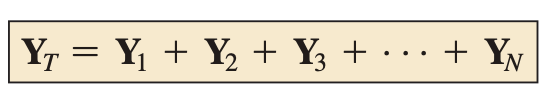 Y_T = Y_1 + Y_2 + Y_3 + · · · + Y_N